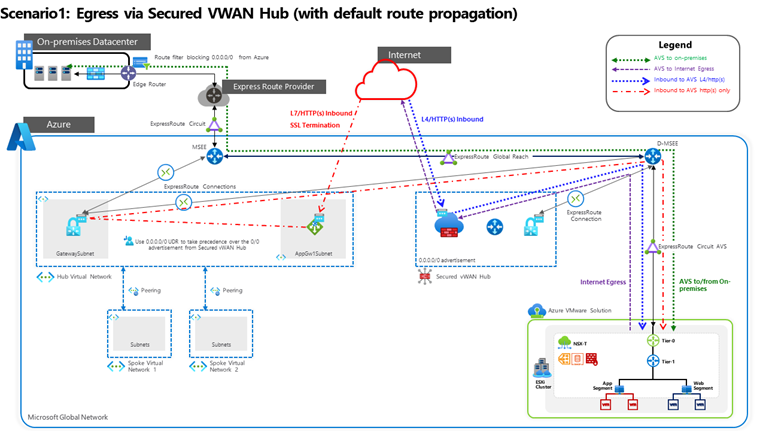 Scenario1: Egress via Secured VWAN Hub (with default route propagation)
On-premises Datacenter
Route filter blocking 0.0.0.0/0 from Azure
Edge Router
Internet
Legend
AVS to on-premises
AVS to Internet Egress
Inbound to AVS L4/http(s)
Inbound to AVS http(s) only
Express Route Provider
Azure
ExpressRoute Circuit
L7/HTTP(s) Inbound
SSL Termination
L4/HTTP(s) Inbound
MSEE
ExpressRoute Global Reach
D-MSEE
ExpressRoute Connections
ExpressRoute
Connection
Use 0.0.0.0/0 UDR to take precedence over the 0/0
advertisement from Secured VWAN Hub
GatewaySubnet
AppGw1Subnet
0.0.0.0/0 advertisement
ExpressRoute Circuit AVS
Hub Virtual Network
Secured vWAN Hub
Internet Egress
AVS to/from On-
premises
Peering
Peering
Azure VMware Solution
Subnets
Subnets
NSX-T
Tier-0
Tier-1
ESXi
Cluster
App
Segment
Web
Segment
Spoke Virtual
Network 1
Spoke Virtual
Network 2
Microsoft Global Network